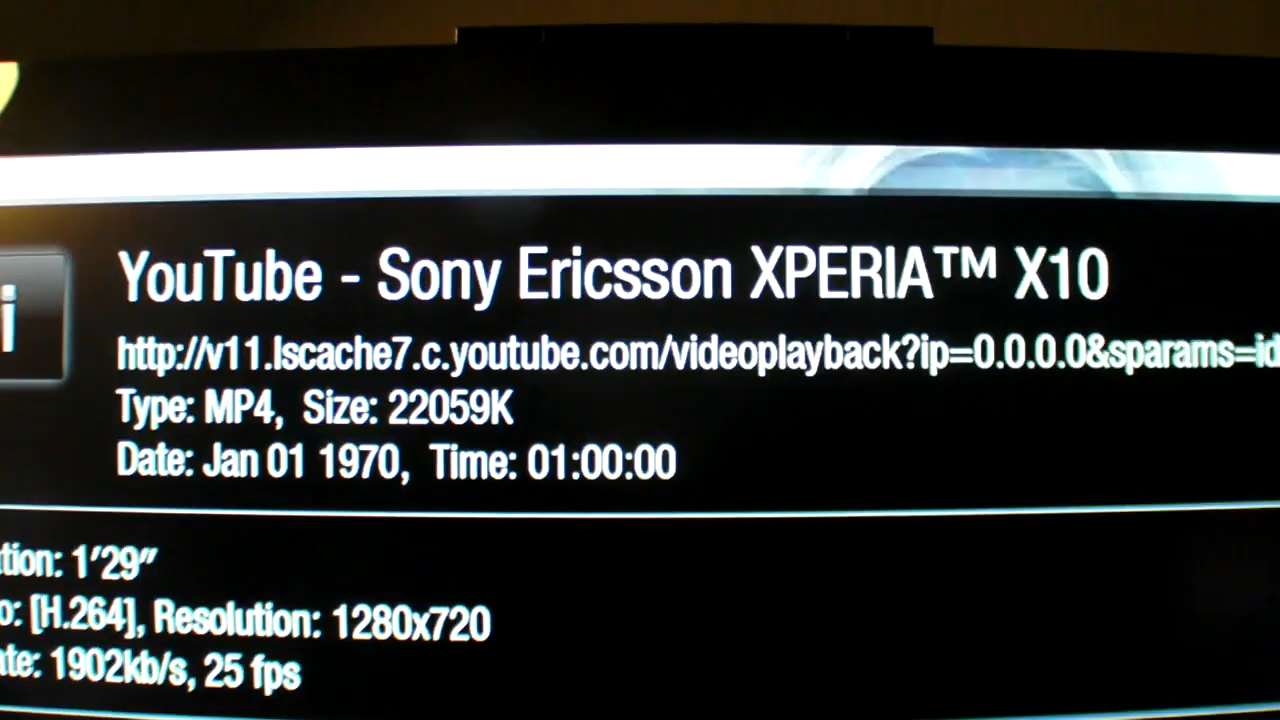 YouTube - Sony Ericsson XPERIA™ X10
i
http://v11.lscache7.c.youtube.com/videoplayback?ip=0.0.0.0&sparams=id
Type: MP4, Size: 22059K
Date: Jan 01 1970, Time: 01:00:00
tion: 1'29"
o: [H.264], Resolution: 1280x720
ate: 1902kb/s, 25 fps